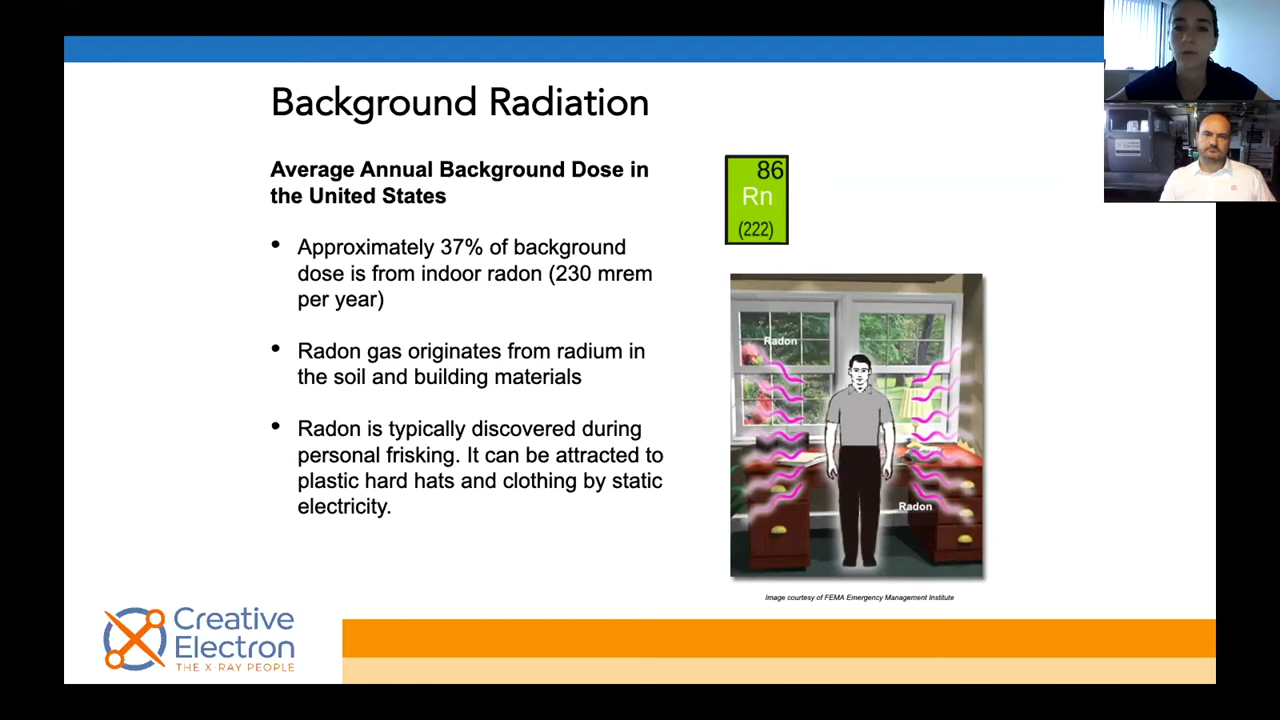 Background Radiation
Average Annual Background Dose in
the United States
• Approximately 37% of background
dose is from indoor radon (230 mrem
per year)
• Radon gas originates from radium in
the soil and building materials
• Radon is typically discovered during
personal frisking. It can be attracted to
plastic hard hats and clothing by static
electricity.
86
Rn
(222)
Radon
Radon
Image courtesy of FEMA Emergency Management Institute
Creative
Electron
THE X RAY PEOPLE